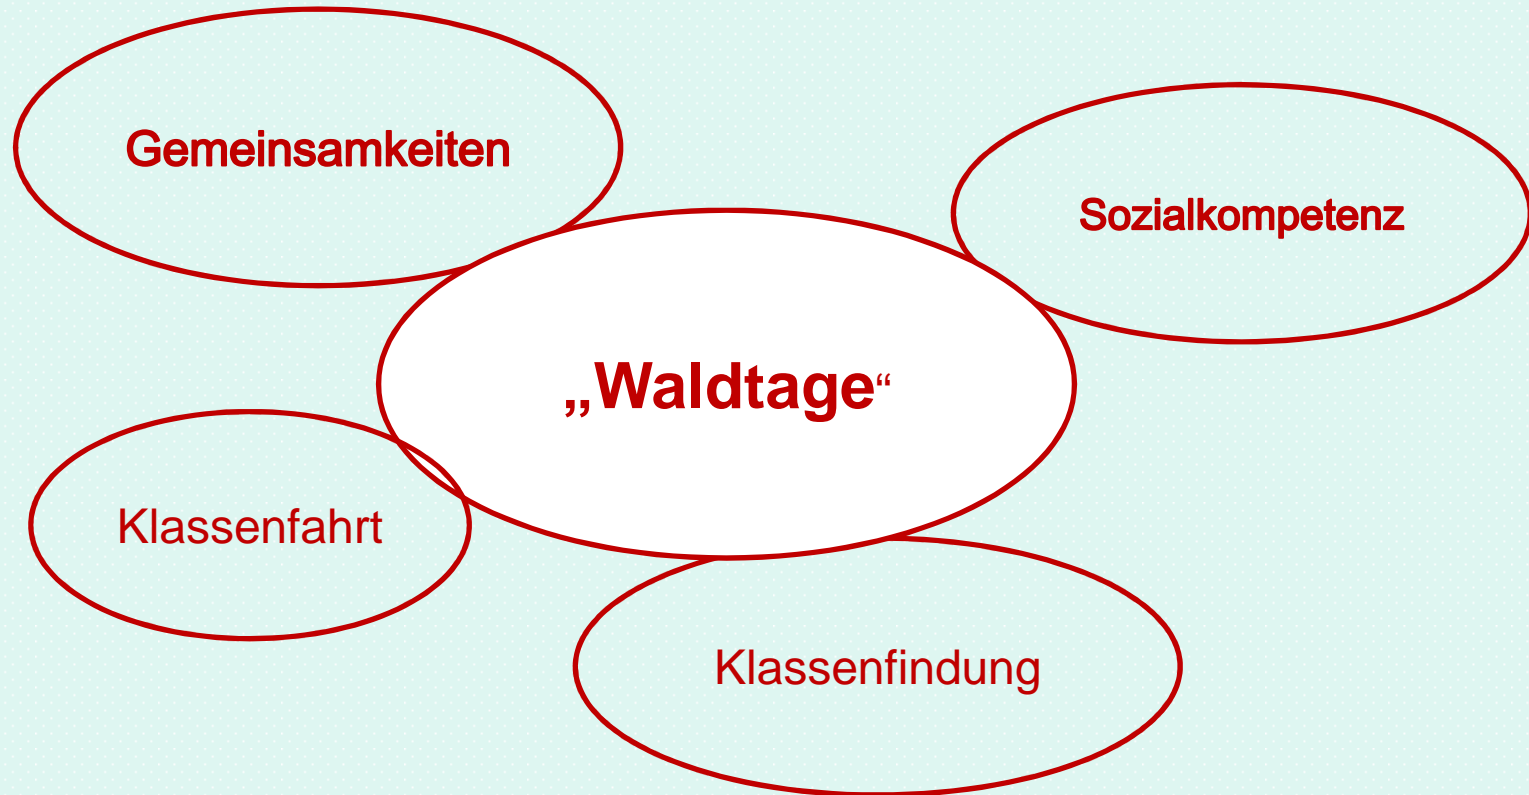 Gemeinsamkeiten
Sozialkompetenz
„Waldtage“
Klassenfahrt
Klassenfindung